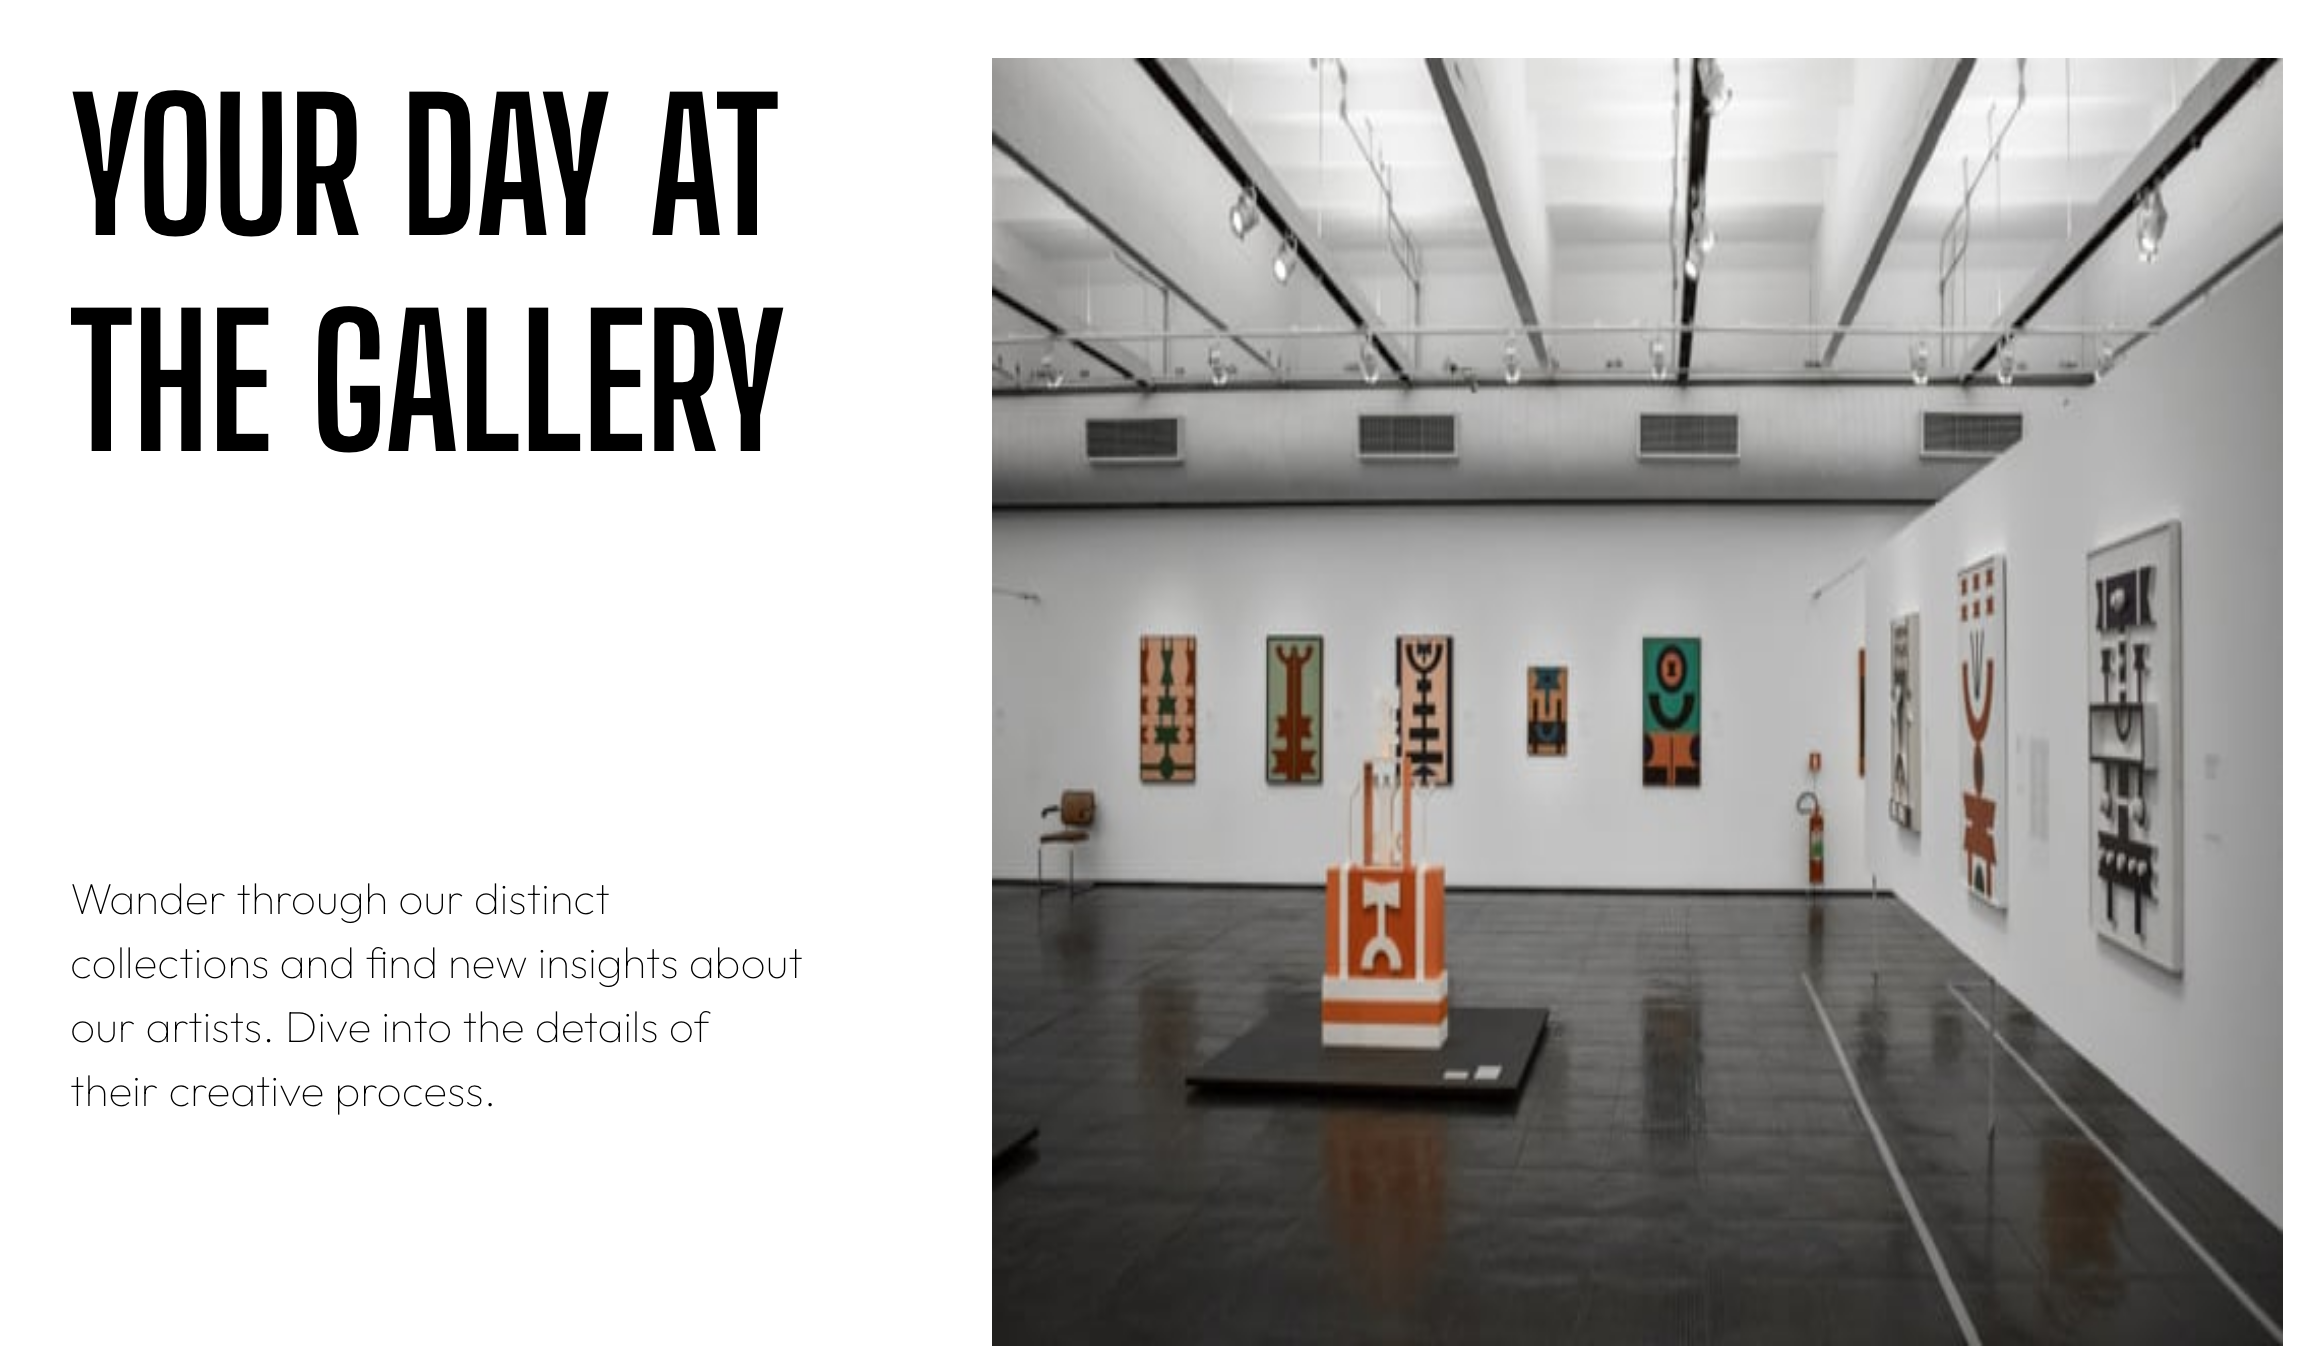 YOUR DAY AT
THE GALLERY
Wander through our distinct
collections and find new insights about
our artists. Dive into the details of
their creative process.